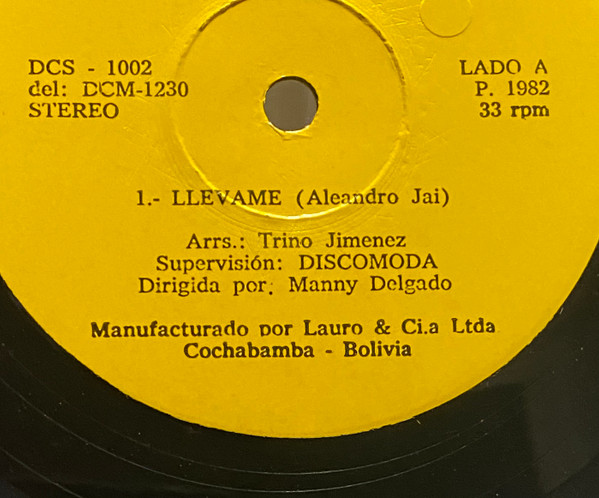 DCS - 1002
del: DCM-1230
STEREO
LADO A
P. 1982
33 rpm
1.- LLEVAME (Aleandro Jai)
Arrs.: Trino Jimenez
Supervisión: DISCOMODA
Dirigida por: Manny Delgado
Manufacturado por Lauro & Ci.a Ltda
Cochabamba - Bolivia